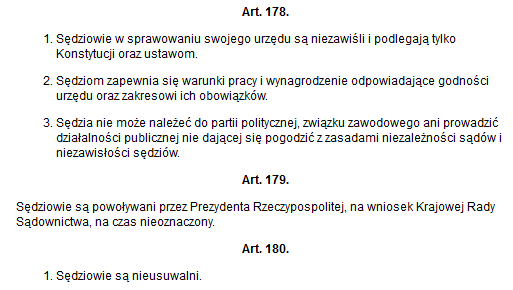 Art. 178.
1. Sędziowie w sprawowaniu swojego urzędu są niezawiśli i podlegają tylko
Konstytucji oraz ustawom.
2. Sędziom zapewnia się warunki pracy i wynagrodzenie odpowiadające godności
urzędu oraz zakresowi ich obowiązków.
3. Sędzia nie może należeć do partii politycznej, związku zawodowego ani prowadzić
działalności publicznej nie dającej się pogodzić z zasadami niezależności sądów i
niezawisłości sędziów.
Art. 179.
Sędziowie są powoływani przez Prezydenta Rzeczypospolitej, na wniosek Krajowej Rady
Sądownictwa, na czas nieoznaczony.
Art. 180.
1. Sędziowie są nieusuwalni.